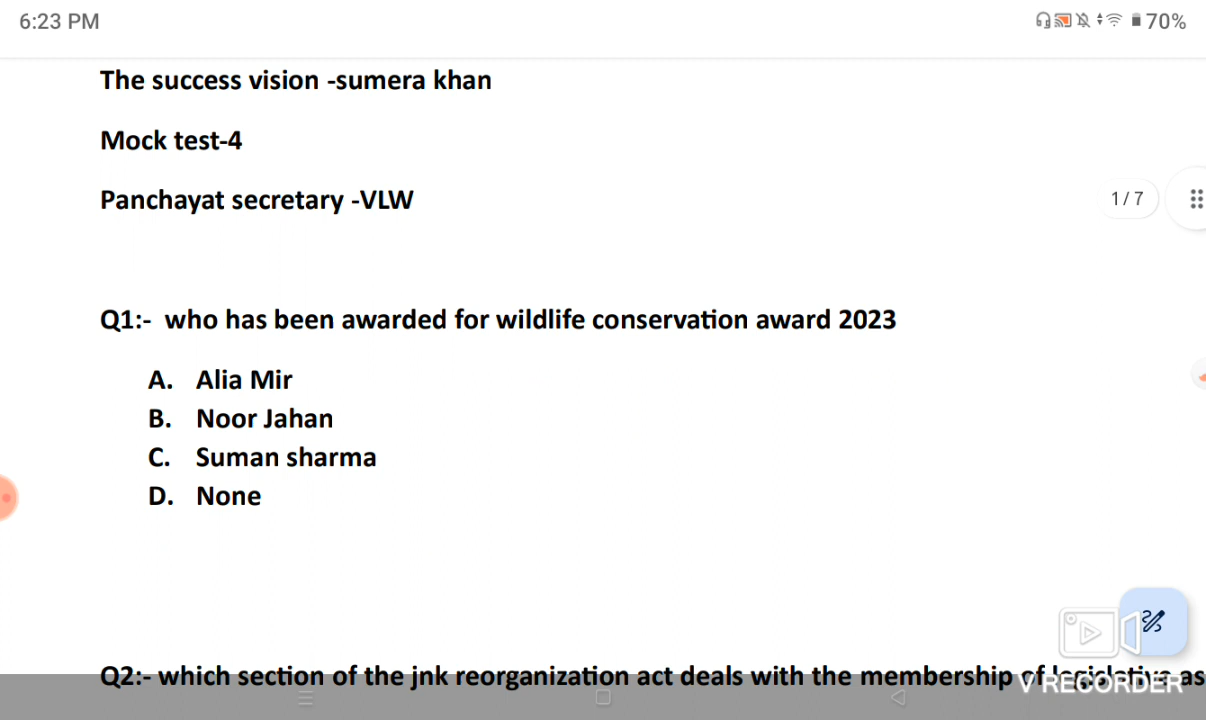 6:23 PM
70%
The success vision -sumera khan
Mock test-4
Panchayat secretary -VLW
1 / 7
Q1:- who has been awarded for wildlife conservation award 2023
A. Alia Mir
B. Noor Jahan
C. Suman sharma
D. None
Q2:- which section of the jnk reorganization act deals with the membership of legislative as
V RECORDER